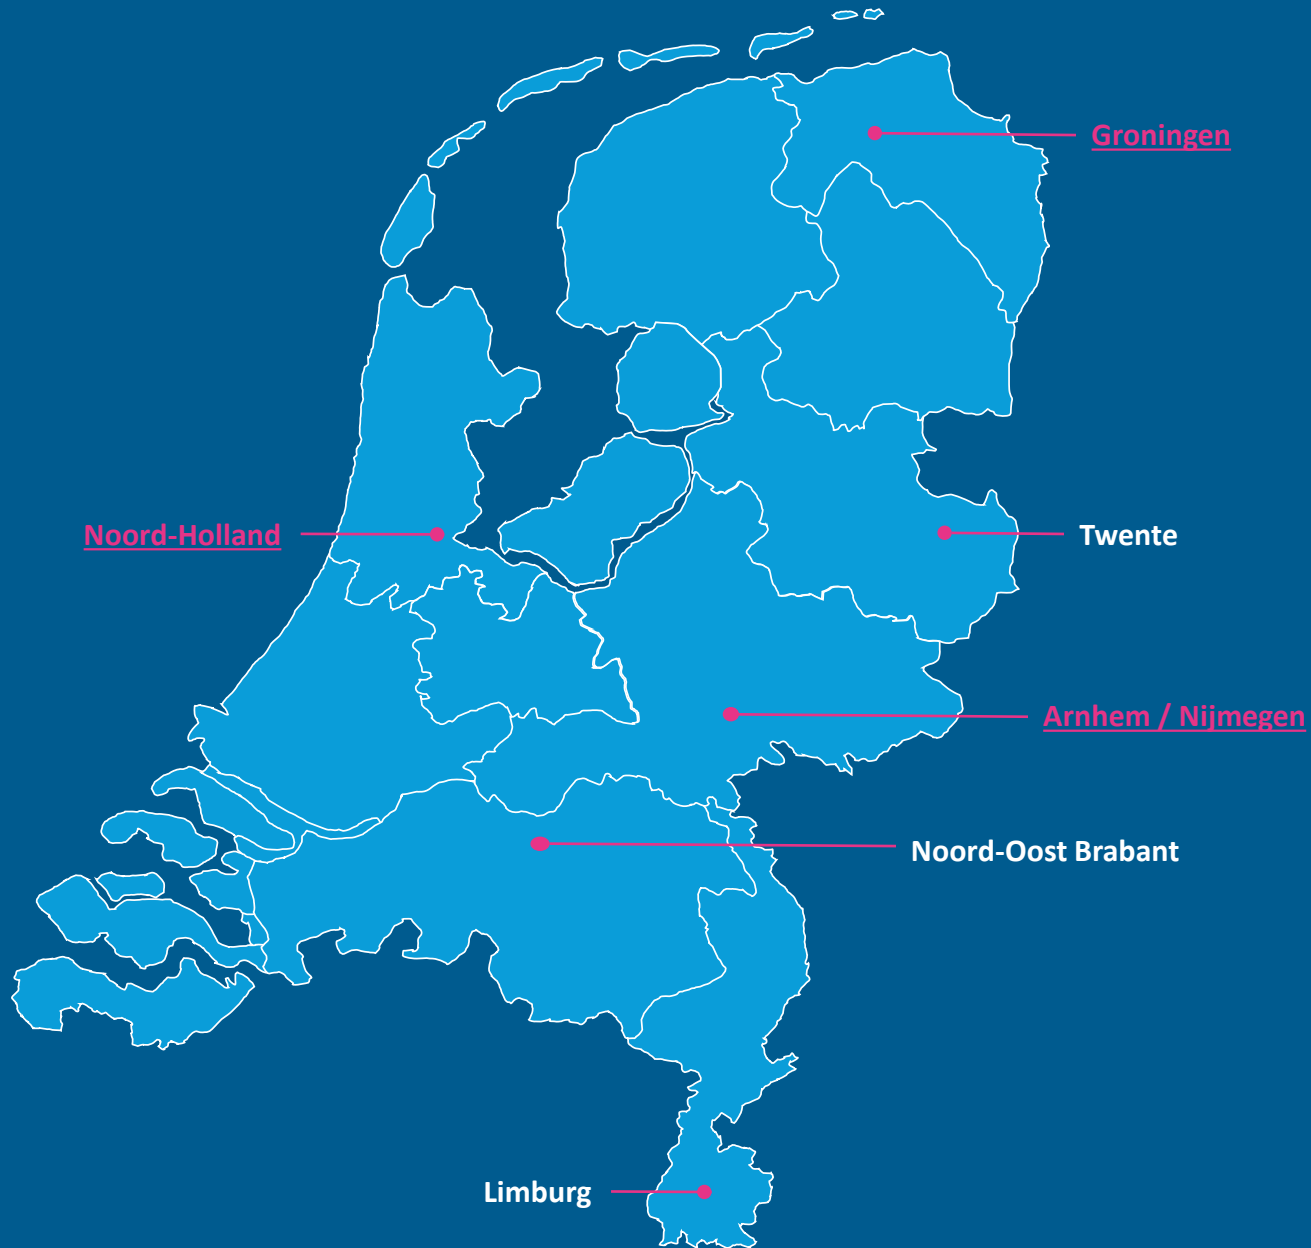 Groningen
Noord-Holland
Twente
Arnhem / Nijmegen
Noord-Oost Brabant
Limburg